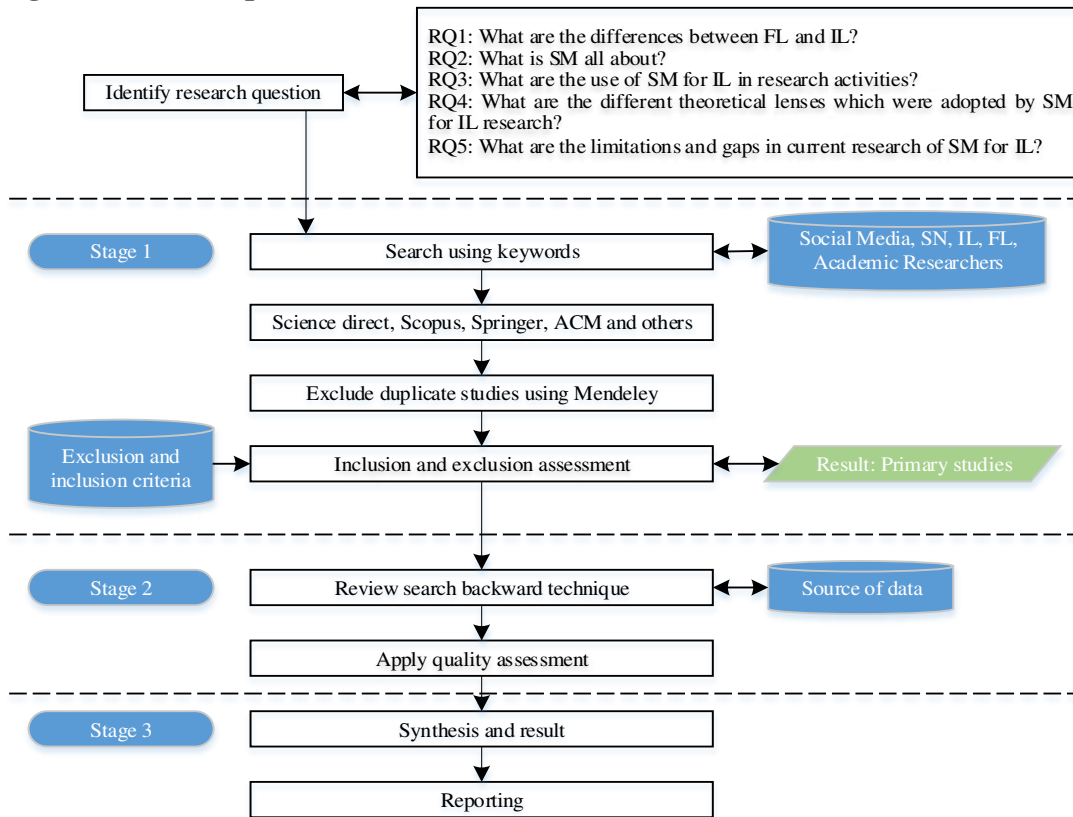 RQ1: What are the differences between FL and IL?
RQ2: What is SM all about?
RQ3: What are the use of SM for IL in research activities?
RQ4: What are the different theoretical lenses which were adopted by SM
for IL research?
RQ5: What are the limitations and gaps in current research of SM for IL?
Identify research question
Stage 1
Search using keywords
Social Media, SN, IL, FL,
Academic Researchers
Science direct, Scopus, Springer, ACM and others
Exclude duplicate studies using Mendeley
Exclusion and
inclusion criteria
Inclusion and exclusion assessment
Result: Primary studies
Stage 2
Review search backward technique
Source of data
Apply quality assessment
Stage 3
Synthesis and result
Reporting